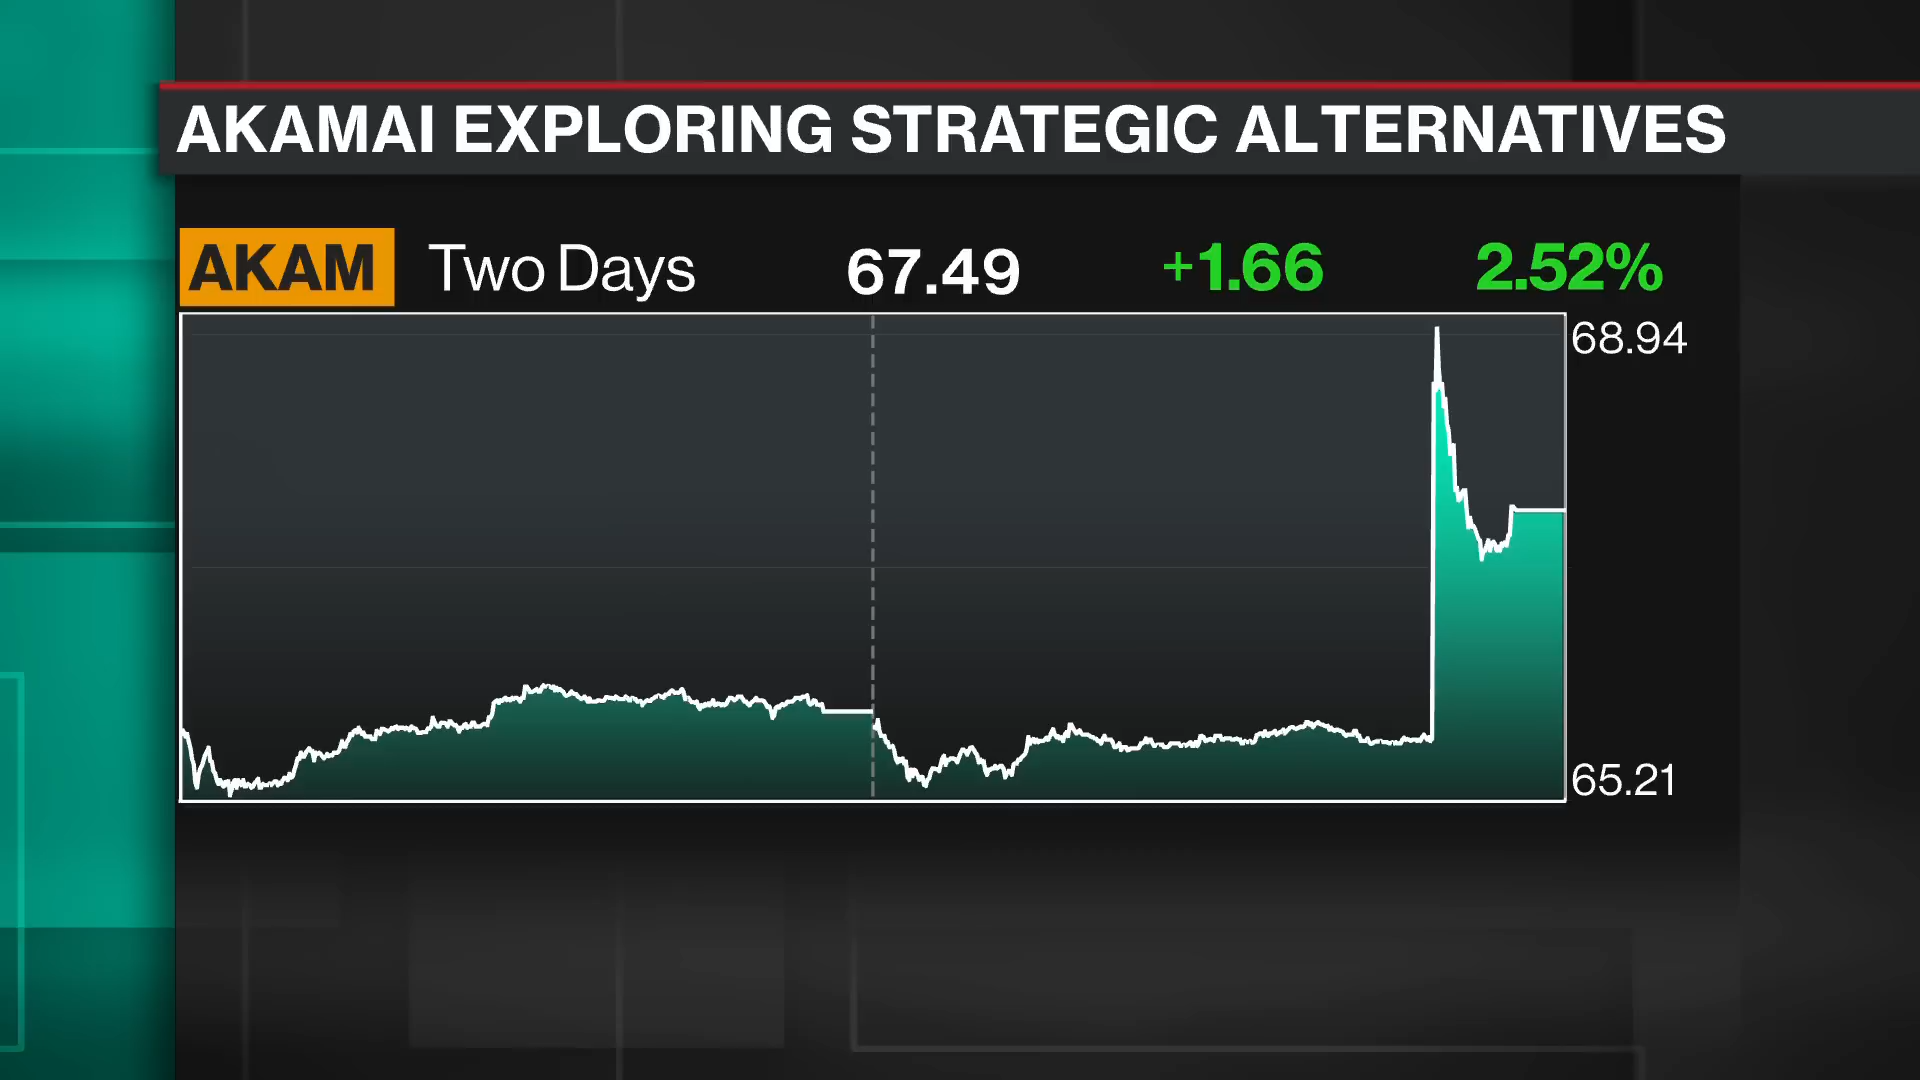 AKAMAI EXPLORING STRATEGIC ALTERNATIVES
AKAM Two Days 67.49 +1.66 2.52%
68.94
65.21